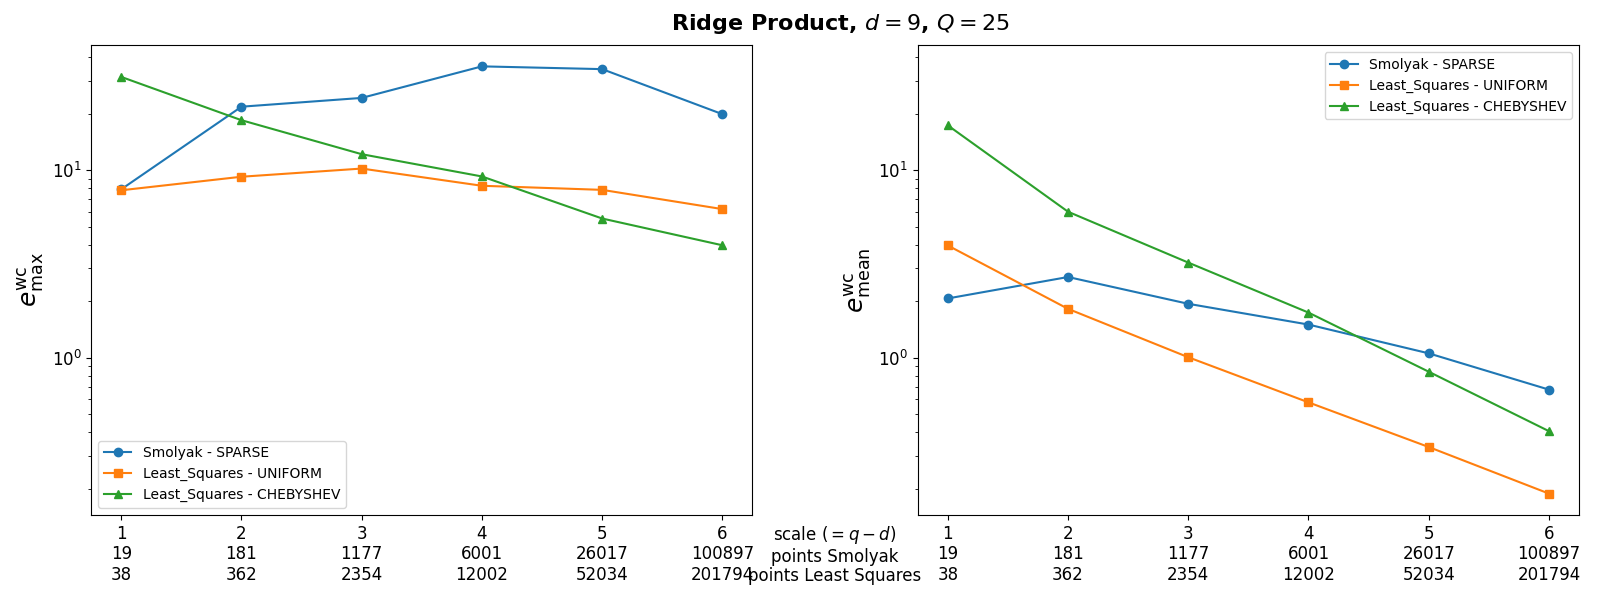 Ridge Product, d = 9, Q = 25
e^wc_max
10^1
10^0
Smolyak - SPARSE
Least_Squares - UNIFORM
Least_Squares - CHEBYSHEV
1 2 3 4 5 6
19 181 1177 6001 26017 100897
38 362 2354 12002 52034 201794
scale (= q − d)
points Smolyak
points Least Squares
e^wc_mean
10^1
10^0
Smolyak - SPARSE
Least_Squares - UNIFORM
Least_Squares - CHEBYSHEV
1 2 3 4 5 6
19 181 1177 6001 26017 100897
38 362 2354 12002 52034 201794